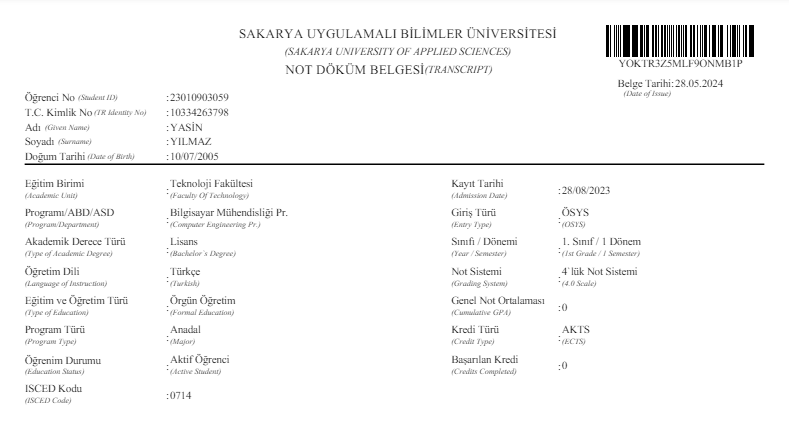 SAKARYA UYGULAMALI BİLİMLER ÜNİVERSİTESİ
(SAKARYA UNIVERSITY OF APPLIED SCIENCES)
NOT DÖKÜM BELGESİ(TRANSCRIPT)
YOKTR3Z5MLF9ONMB1P
Belge Tarihi:28.05.2024
(Date of Issue)
Öğrenci No (Student ID) :23010903059
T.C. Kimlik No (TR Identity No) :10334263798
Adı (Given Name) :YASİN
Soyadı (Surname) :YILMAZ
Doğum Tarihi (Date of Birth) :10/07/2005
Eğitim Birimi : Teknoloji Fakültesi
(Academic Unit) (Faculty Of Technology)
Programı/ABD/ASD : Bilgisayar Mühendisliği Pr.
(Program/Department) (Computer Engineering Pr.)
Akademik Derece Türü : Lisans
(Type of Academic Degree) (Bachelor`s Degree)
Öğretim Dili : Türkçe
(Language of Instruction) (Turkish)
Eğitim ve Öğretim Türü : Örgün Öğretim
(Type of Education) (Formal Education)
Program Türü : Anadal
(Program Type) (Major)
Öğrenim Durumu : Aktif Öğrenci
(Education Status) (Active Student)
ISCED Kodu :0714
(ISCED Code)
Kayıt Tarihi :28/08/2023
(Admission Date)
Giriş Türü : ÖSYS
(Entry Type) (OSYS)
Sınıfı / Dönemi : 1. Sınıf / 1 Dönem
(Year / Semester) (1st Grade / 1 Semester)
Not Sistemi : 4`lük Not Sistemi
(Grading System) (4.0 Scale)
Genel Not Ortalaması :0
(Cumulative GPA)
Kredi Türü : AKTS
(Credit Type) (ECTS)
Başarılan Kredi :0
(Credits Completed)